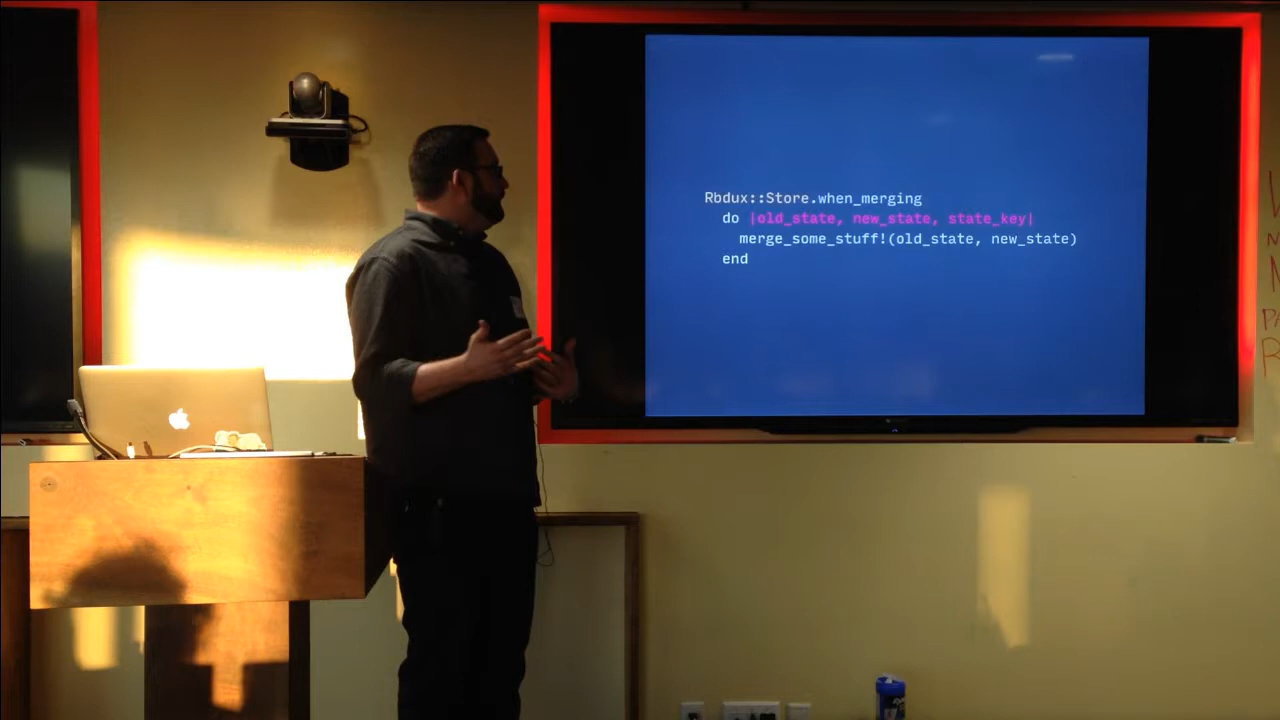 Rbdux::Store.when_merging
do |old_state, new_state, state_key|
merge_some_stuff!(old_state, new_state)
end